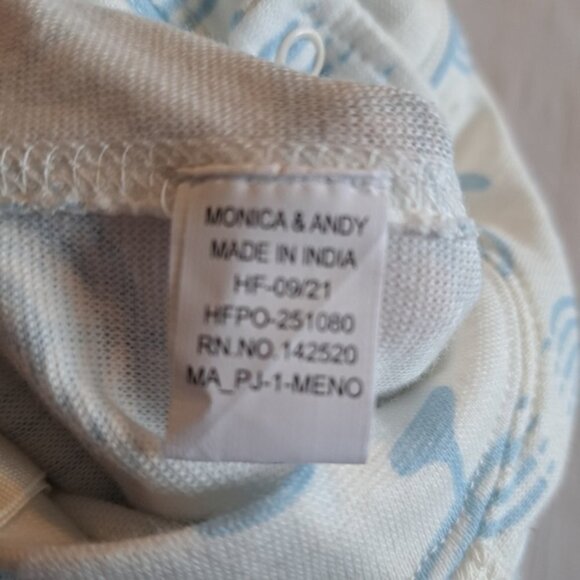 MONICA & ANDY
MADE IN INDIA
HF-09/21
HFPO-251080
RN.NO.142520
MA_PJ-1-MENO